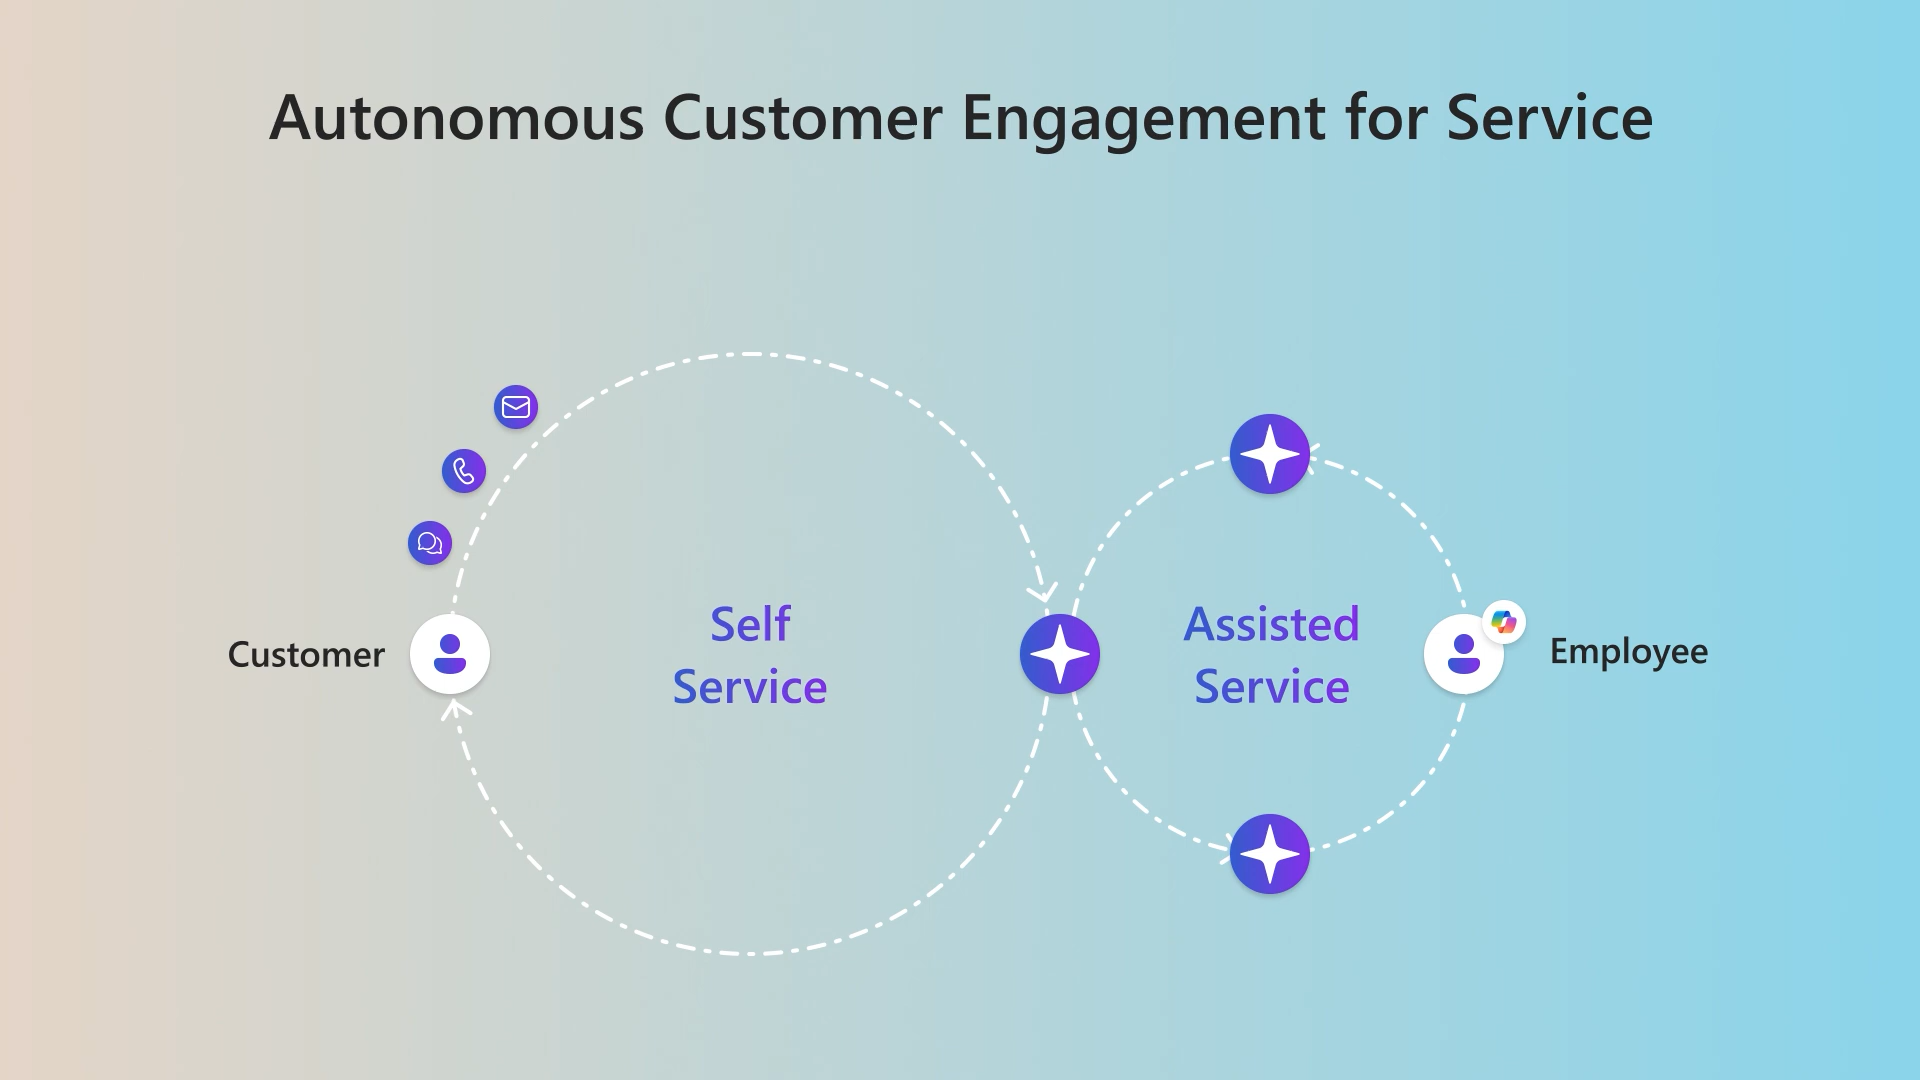 Autonomous Customer Engagement for Service
Customer
Self
Service
Assisted
Service
Employee